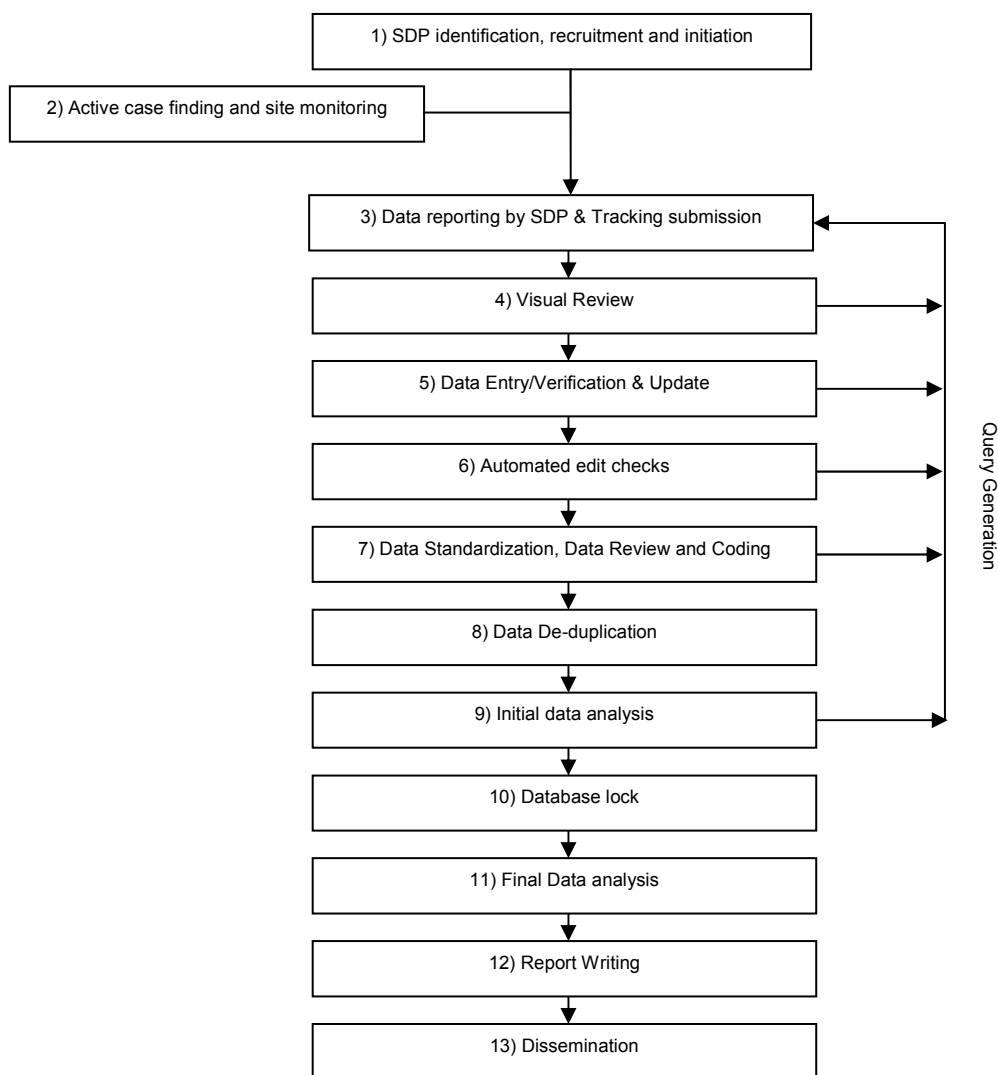 1) SDP identification, recruitment and initiation
2) Active case finding and site monitoring
3) Data reporting by SDP & Tracking submission
4) Visual Review
5) Data Entry/Verification & Update
6) Automated edit checks
7) Data Standardization, Data Review and Coding
8) Data De-duplication
9) Initial data analysis
10) Database lock
11) Final Data analysis
12) Report Writing
13) Dissemination
Query Generation